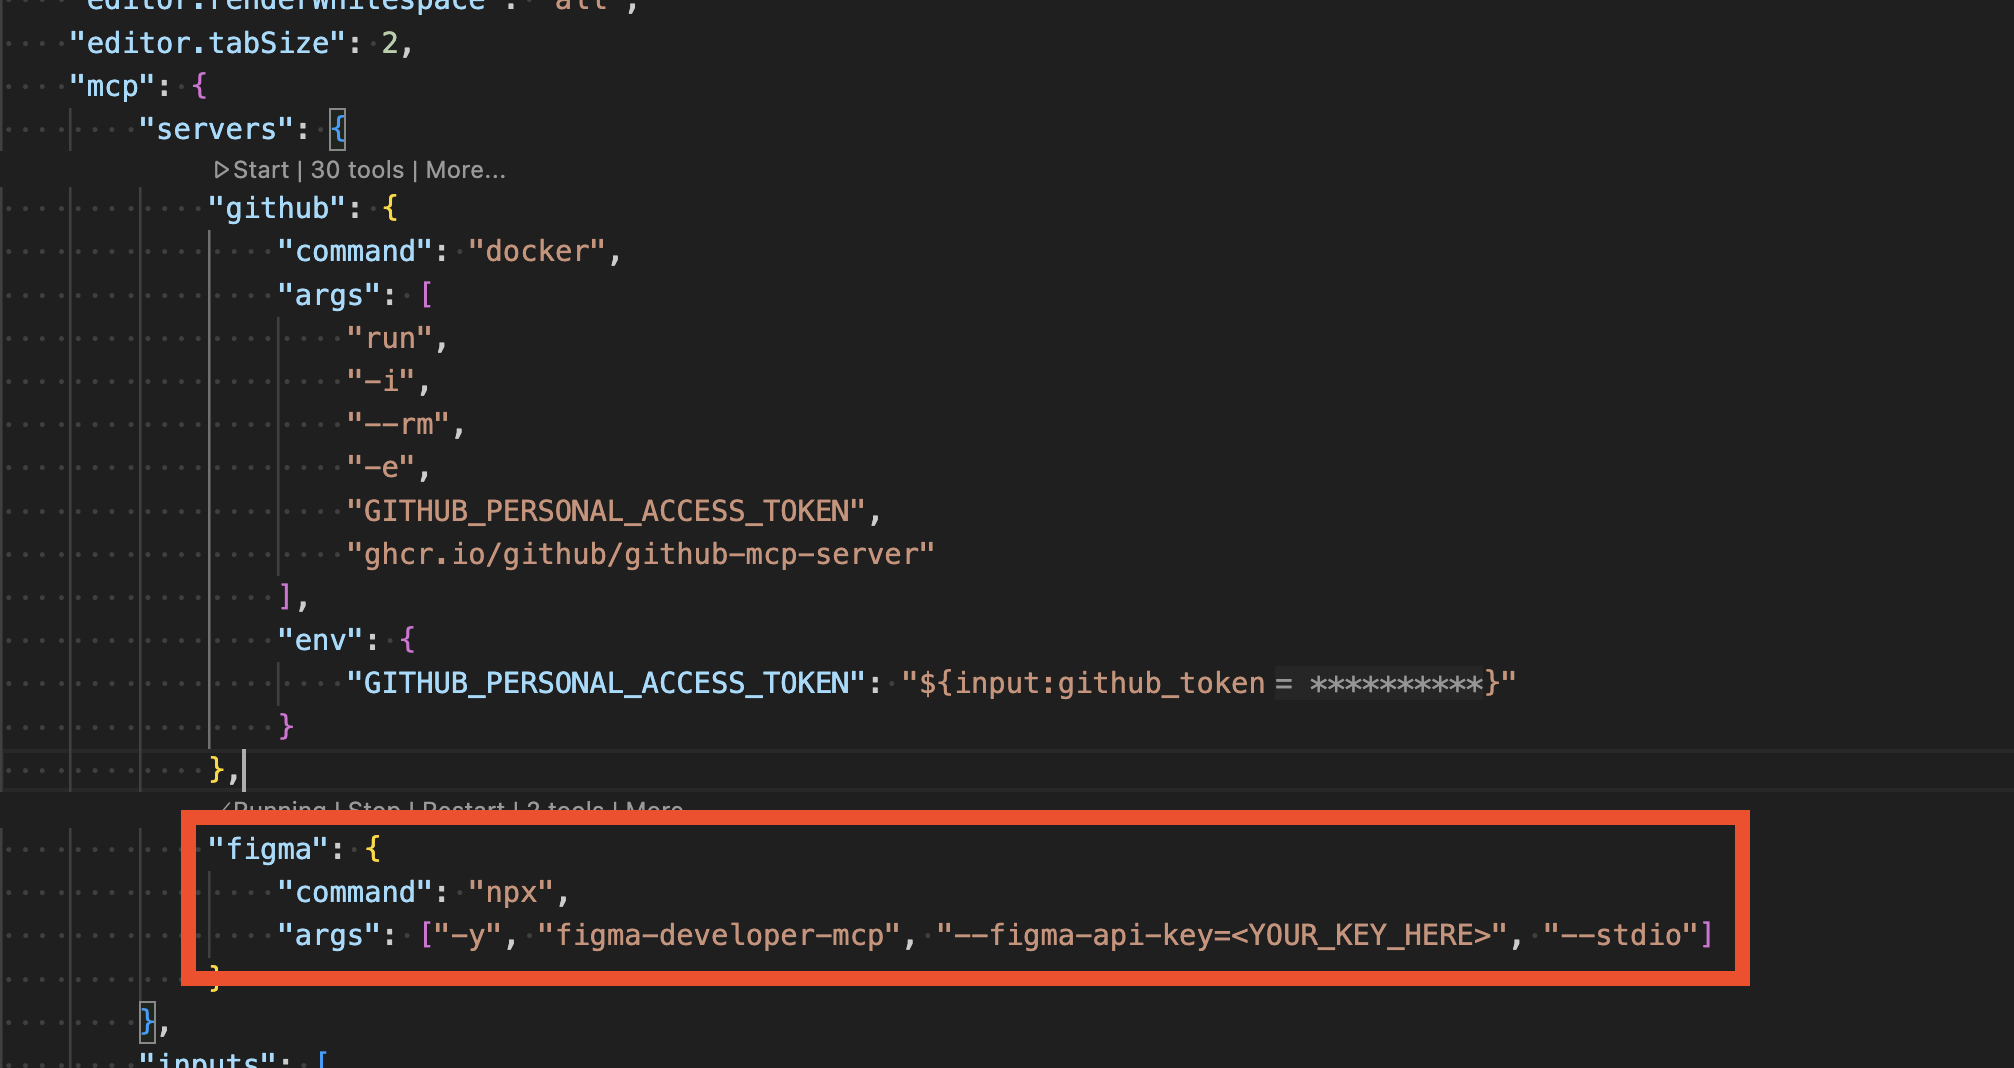 "editor.renderWhitespace": "all",
"editor.tabSize": 2,
"mcp": {
"servers": {
Start | 30 tools | More...
"github": {
"command": "docker",
"args": [
"run",
"-i",
"--rm",
"-e",
"GITHUB_PERSONAL_ACCESS_TOKEN",
"ghcr.io/github/github-mcp-server"
],
"env": {
"GITHUB_PERSONAL_ACCESS_TOKEN": "${input:github_token = **********}"
}
},
✓Running | Stop | Restart | 2 tools | More...
"figma": {
"command": "npx",
"args": ["-y", "figma-developer-mcp", "--figma-api-key=<YOUR_KEY_HERE>", "--stdio"]
}
},
"inputs": [